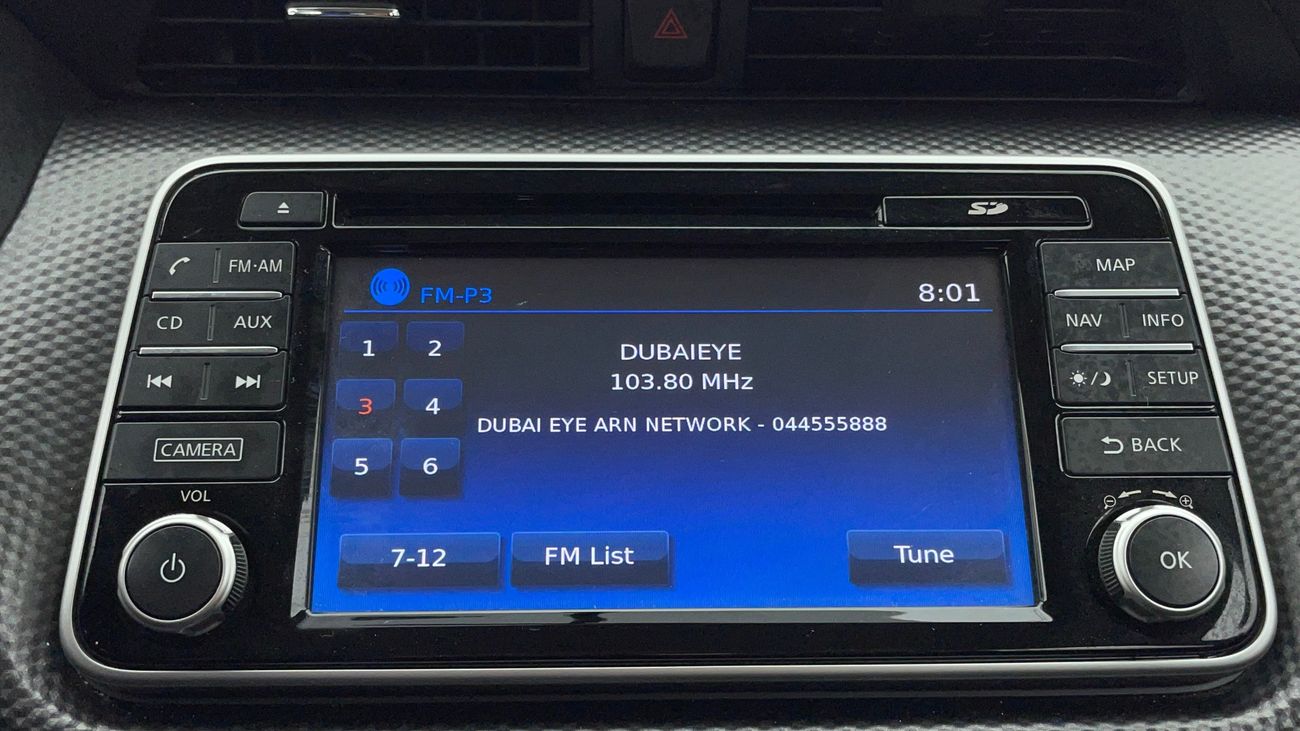 SD
FM·AM
CD
AUX
CAMERA
VOL
FM-P3
8:01
1
2
3
4
5
6
DUBAIEYE
103.80 MHz
DUBAI EYE ARN NETWORK - 044555888
7-12
FM List
Tune
MAP
NAV
INFO
SETUP
BACK
OK